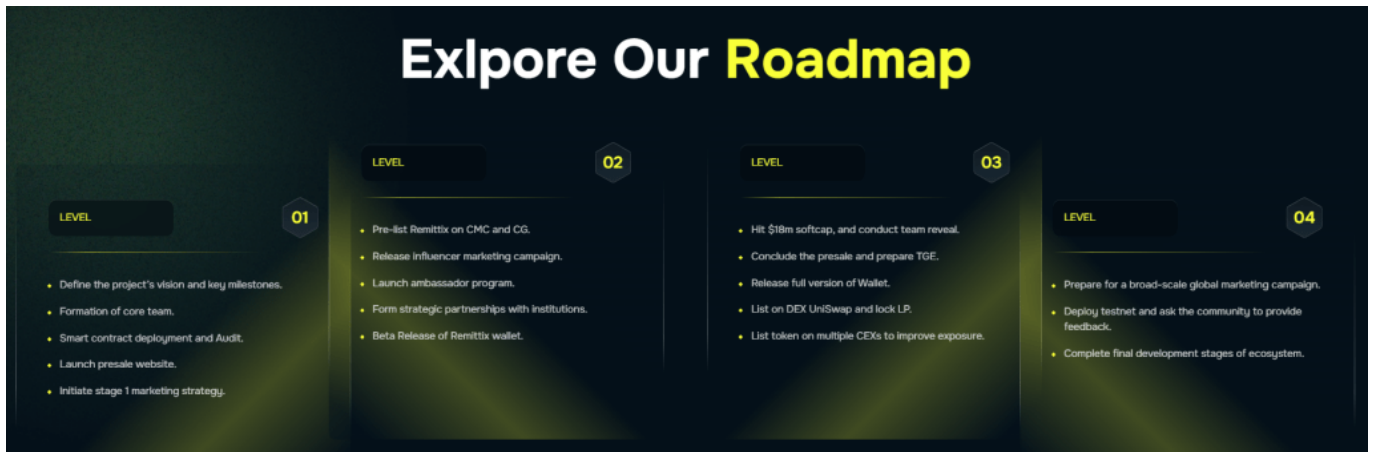 Exlpore Our Roadmap
LEVEL
01
Define the project's vision and key milestones.
Formation of core team.
Smart contract deployment and Audit.
Launch presale website.
Initiate stage 1 marketing strategy.
LEVEL
02
Pre-list Remittix on CMC and CG.
Release influencer marketing campaign.
Launch ambassador program.
Form strategic partnerships with institutions.
Beta Release of Remittix wallet.
LEVEL
03
Hit $18m softcap, and conduct team reveal.
Conclude the presale and prepare TGE.
Release full version of Wallet.
List on DEX UniSwap and lock LP.
List token on multiple CEXs to improve exposure.
LEVEL
04
Prepare for a broad-scale global marketing campaign.
Deploy testnet and ask the community to provide
feedback.
Complete final development stages of ecosystem.